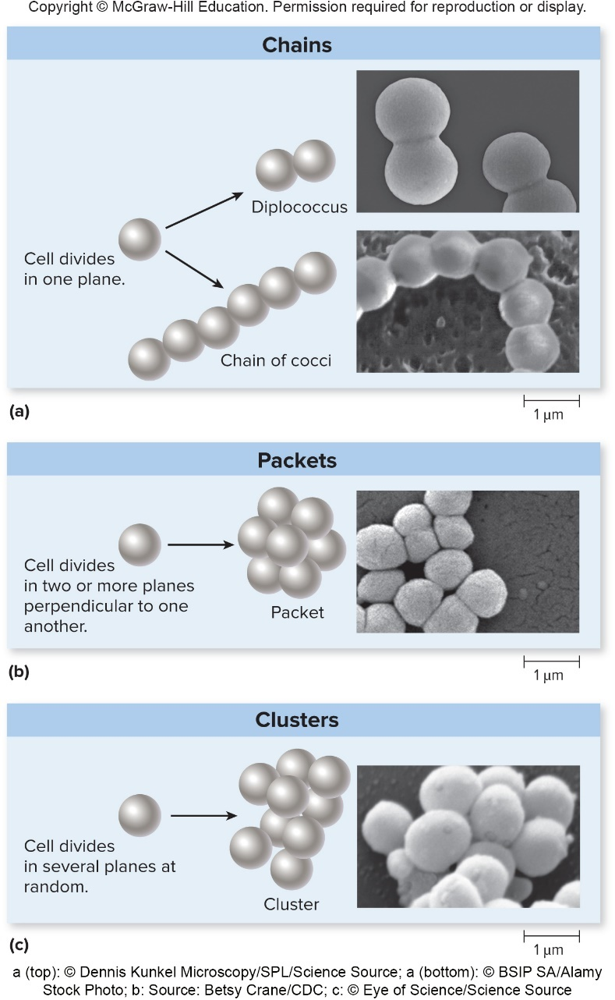 Copyright © McGraw-Hill Education. Permission required for reproduction or display.
Chains
Diplococcus
Cell divides
in one plane.
Chain of cocci
(a)
1 µm
Packets
Cell divides
in two or more planes
perpendicular to one
another.
Packet
(b)
1 µm
Clusters
Cell divides
in several planes at
random.
Cluster
(c)
1 µm
a (top): © Dennis Kunkel Microscopy/SPL/Science Source; a (bottom): © BSIP SA/Alamy
Stock Photo; b: Source: Betsy Crane/CDC; c: © Eye of Science/Science Source